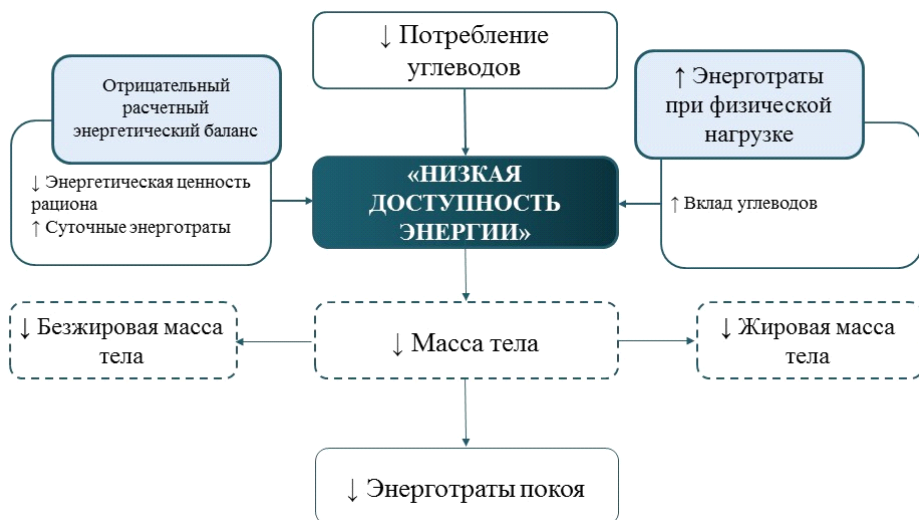 ↓ Потребление
углеводов
Отрицательный
расчетный
энергетический баланс
↓ Энергетическая ценность
рациона
↑ Суточные энерготраты
«НИЗКАЯ
ДОСТУПНОСТЬ
ЭНЕРГИИ»
↑ Энерготраты
при физической
нагрузке
↑ Вклад углеводов
↓ Безжировая масса
тела
↓ Масса тела
↓ Жировая масса
тела
↓ Энерготраты покоя